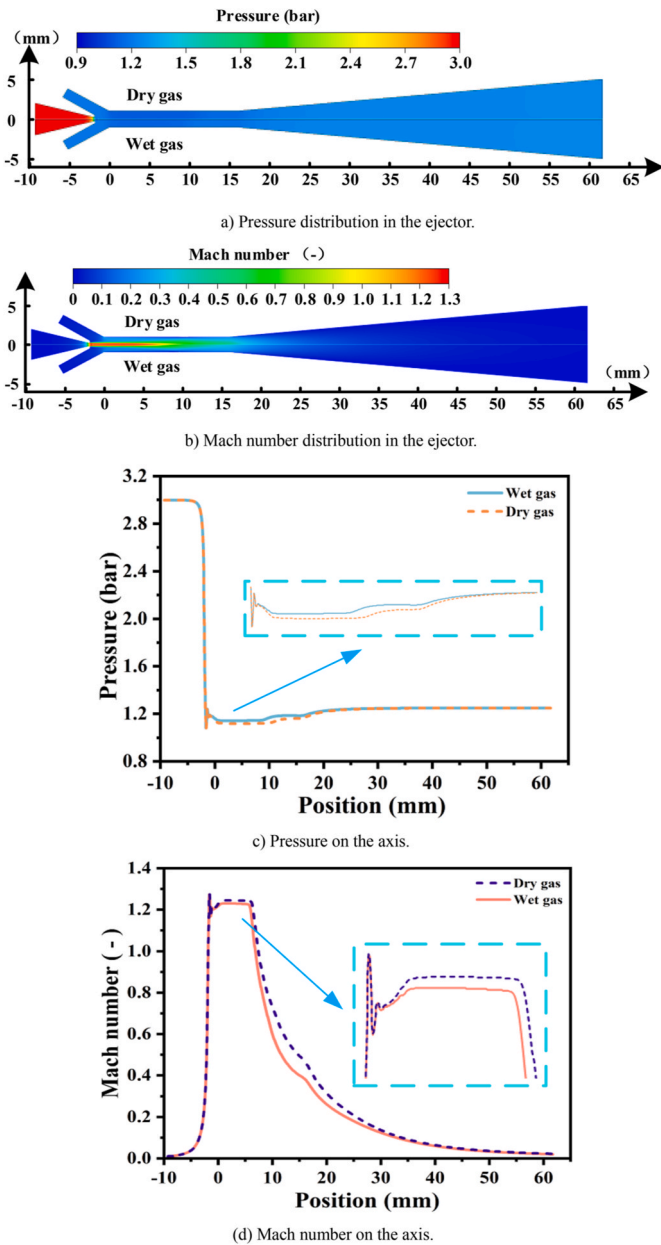 Pressure (bar)
（mm）
0.9 1.2 1.5 1.8 2.1 2.4 2.7 3.0
5
0
-5
Dry gas
Wet gas
-10 -5 0 5 10 15 20 25 30 35 40 45 50 55 60 65
a) Pressure distribution in the ejector.
Mach number （-）
（mm）
0 0.1 0.2 0.3 0.4 0.5 0.6 0.7 0.8 0.9 1.0 1.1 1.2 1.3
5
0
-5
Dry gas
Wet gas
(mm)
-10 -5 0 5 10 15 20 25 30 35 40 45 50 55 60 65
b) Mach number distribution in the ejector.
Pressure (bar)
3.2
2.8
2.4
2.0
1.6
1.2
0.8
Wet gas
Dry gas
-10 0 10 20 30 40 50 60
Position (mm)
c) Pressure on the axis.
Mach number ( - )
1.4
1.2
1.0
0.8
0.6
0.4
0.2
0.0
Dry gas
Wet gas
-10 0 10 20 30 40 50 60
Position (mm)
(d) Mach number on the axis.